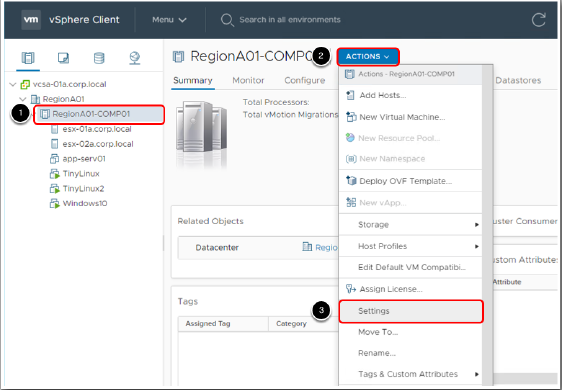 vm vSphere Client Menu Search in all environments
RegionA01-COMP01
2
ACTIONS
Summary Monitor Configure Datastores
Actions - RegionA01-COMP01
vcsa-01a.corp.local
RegionA01
1
RegionA01-COMP01
esx-01a.corp.local
esx-02a.corp.local
app-serv01
TinyLinux
TinyLinux2
Windows10
Total Processors:
Total vMotion Migrations
Add Hosts...
New Virtual Machine...
New Resource Pool...
New Namespace
Deploy OVF Template...
New vApp...
Storage
Host Profiles
Edit Default VM Compatibi...
Assign License...
3
Settings
Move To...
Rename...
Tags & Custom Attributes
Related Objects
Datacenter Regio
Tags
Assigned Tag Category
uster Consumer
ustom Attributes
Attribute